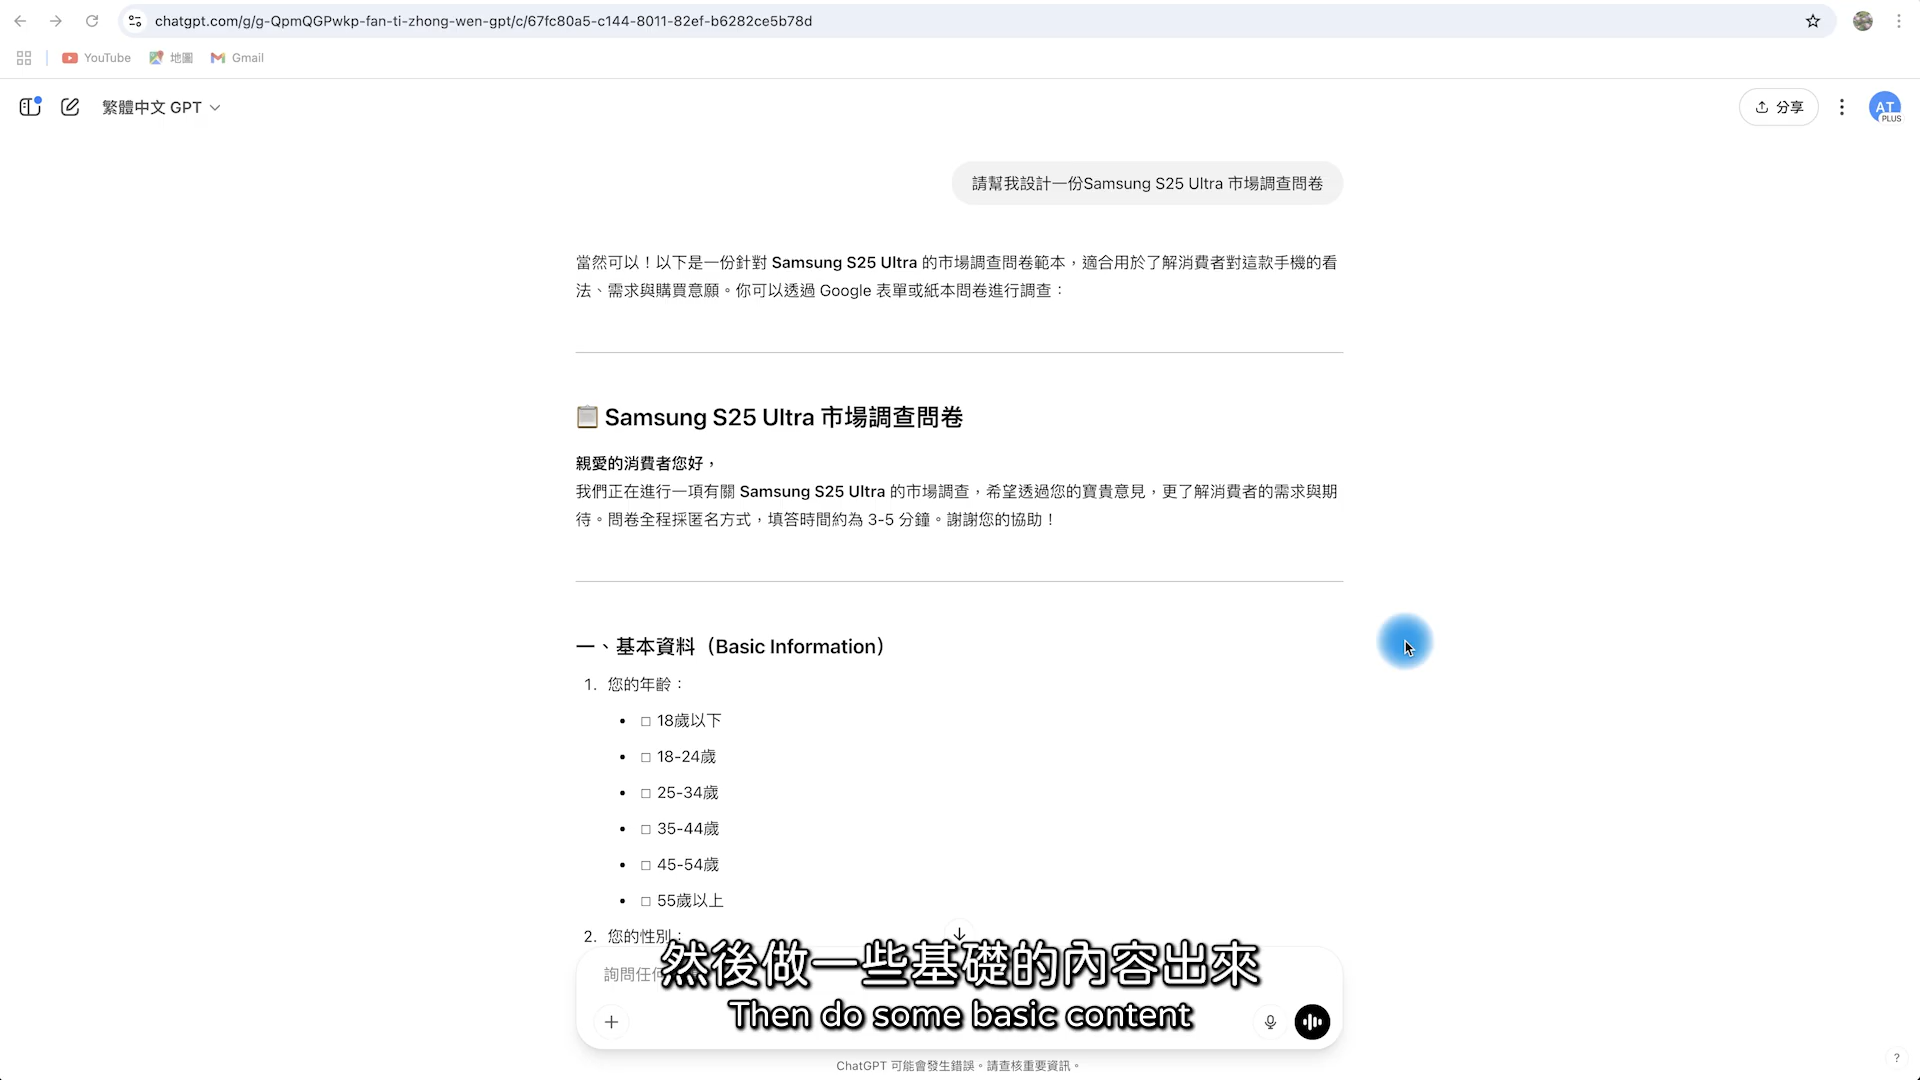 chatgpt.com/g/g-QpmQGPwkp-fan-ti-zhong-wen-gpt/c/67fc80a5-c144-8011-82ef-b6282ce5b78d
YouTube 地圖 Gmail
繁體中文 GPT 分享 AT PLUS
請幫我設計一份Samsung S25 Ultra 市場調查問卷
當然可以！以下是一份針對 Samsung S25 Ultra 的市場調查問卷範本，適合用於了解消費者對這款手機的看
法、需求與購買意願。你可以透過 Google 表單或紙本問卷進行調查：
Samsung S25 Ultra 市場調查問卷
親愛的消費者您好，
我們正在進行一項有關 Samsung S25 Ultra 的市場調查，希望透過您的寶貴意見，更了解消費者的需求與期
待。問卷全程採匿名方式，填答時間約為 3-5 分鐘。謝謝您的協助！
一、基本資料（Basic Information）
1. 您的年齡：
• □ 18歲以下
• □ 18-24歲
• □ 25-34歲
• □ 35-44歲
• □ 45-54歲
• □ 55歲以上
2. 您的性別：
詢問任
然後做一些基礎的內容出來
Then do some basic content
ChatGPT 可能會發生錯誤。請查核重要資訊。
?